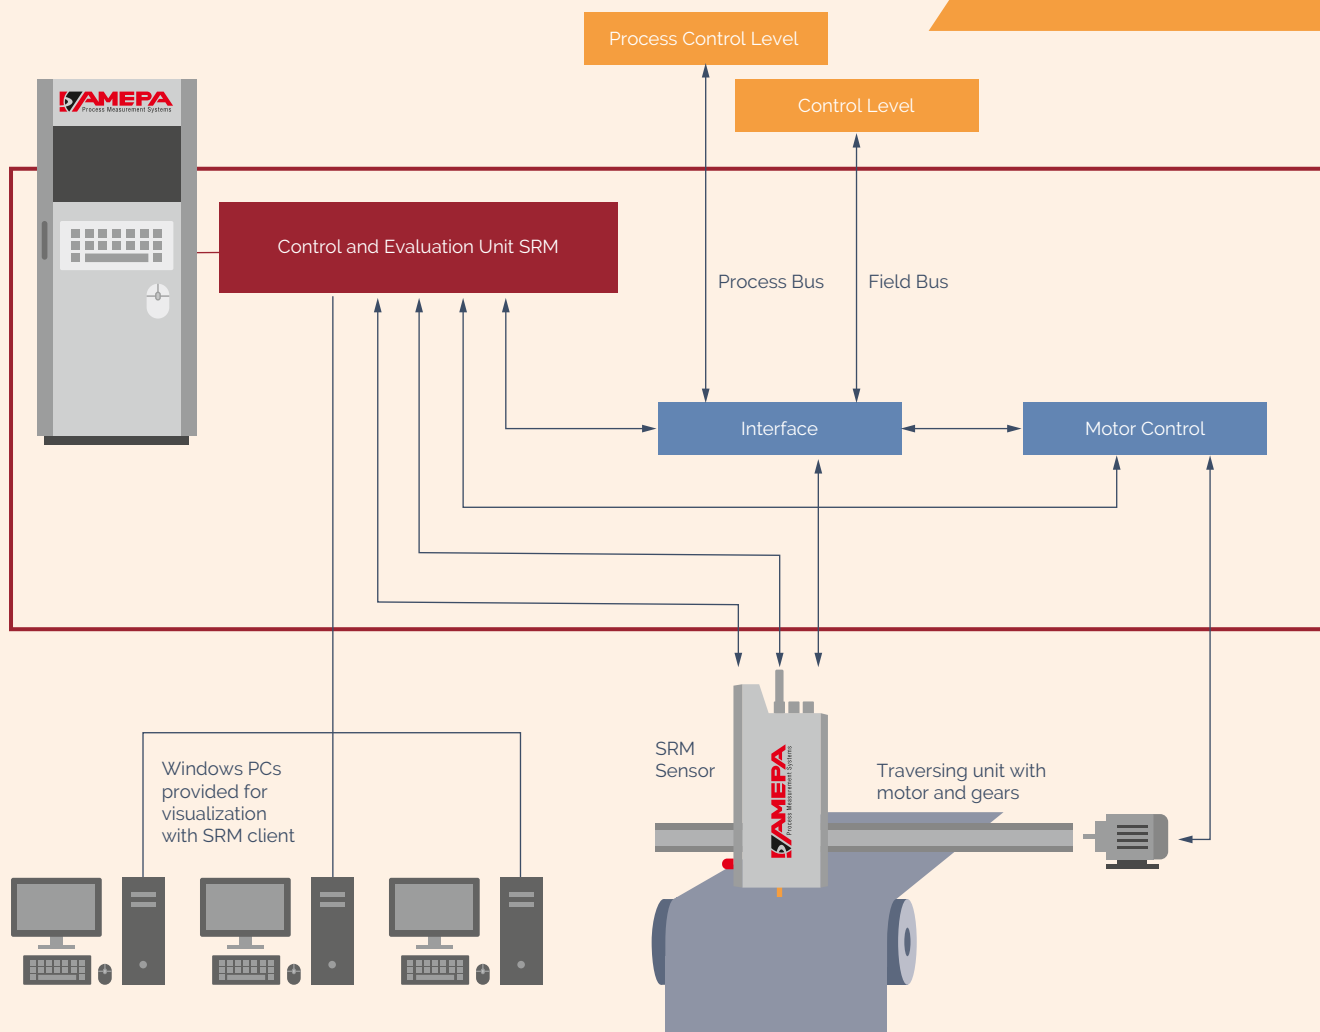 Process Control Level
Control Level
AMEPA
Process Measurement Systems
Control and Evaluation Unit SRM
Process Bus
Field Bus
Interface
Motor Control
SRM
Sensor
AMEPA
Process Measurement Systems
Traversing unit with
motor and gears
Windows PCs
provided for
visualization
with SRM client